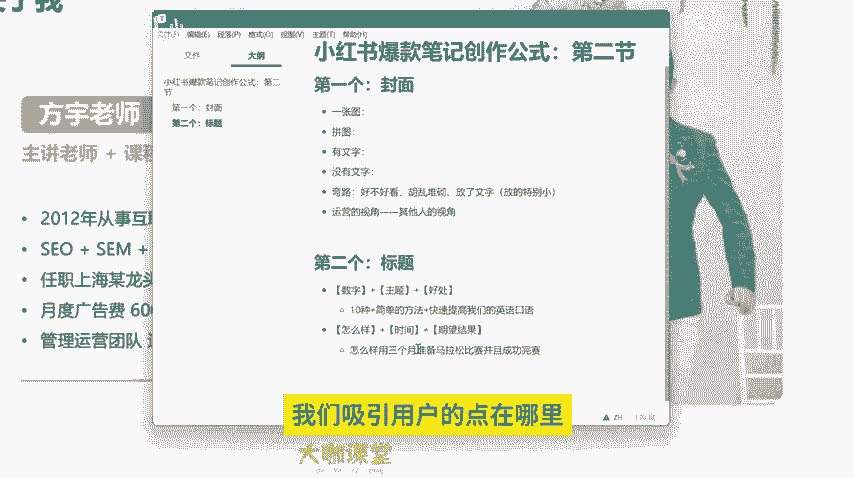 方宇老师
主讲老师 + 课程
2012年从事互联
SEO + SEM +
任职上海某龙头
月度广告费 600
管理运营团队
文件(F) 编辑(E) 段落(P) 格式(O) 视图(V) 主题(T) 帮助(H)
文件 大纲
小红书爆款笔记创作公式：第二节
第一个：封面
第二个：标题
小红书爆款笔记创作公式：第二节
第一个：封面
一张图：
拼图：
有文字：
没有文字：
弯路：好不好看、胡乱堆砌、放了文字（放的特别小）
运营的视角——其他人的视角
第二个：标题
【数字】+【主题】+【好处】
10种+简单的方法+快速提高我们的英语口语
【怎么样】+【时间】+【期望结果】
怎么样用三个月准备马拉松比赛并且成功完赛
我们吸引用户的点在哪里
大咖课堂